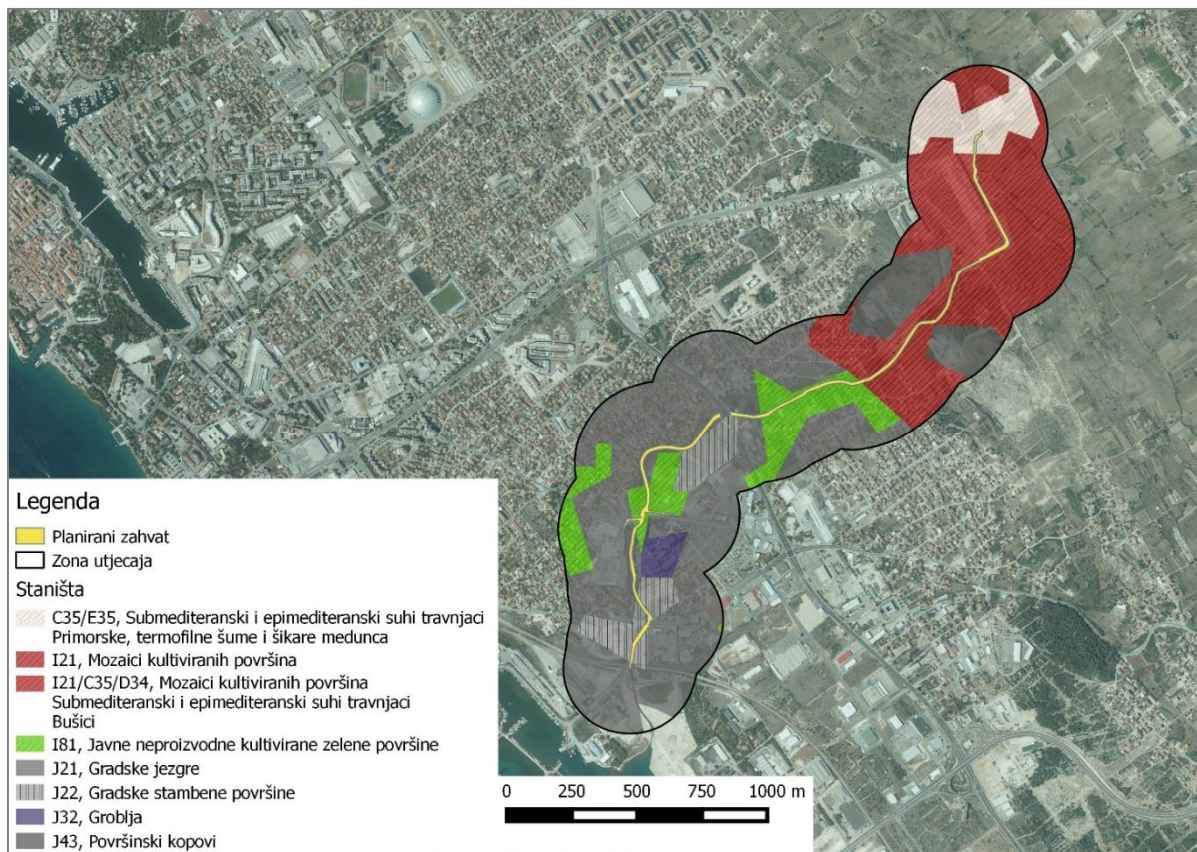 Legenda
Planirani zahvat
Zona utjecaja
Staništa
C35/E35, Submediteranski i epimediteranski suhi travnjaci
Primorske, termofilne šume i šikare medunca
I21, Mozaici kultiviranih površina
I21/C35/D34, Mozaici kultiviranih površina
Submediteranski i epimediteranski suhi travnjaci
Bušici
I81, Javne neproizvodne kultivirane zelene površine
J21, Gradske jezgre
J22, Gradske stambene površine
J32, Groblja
J43, Površinski kopovi
0 250 500 750 1000 m